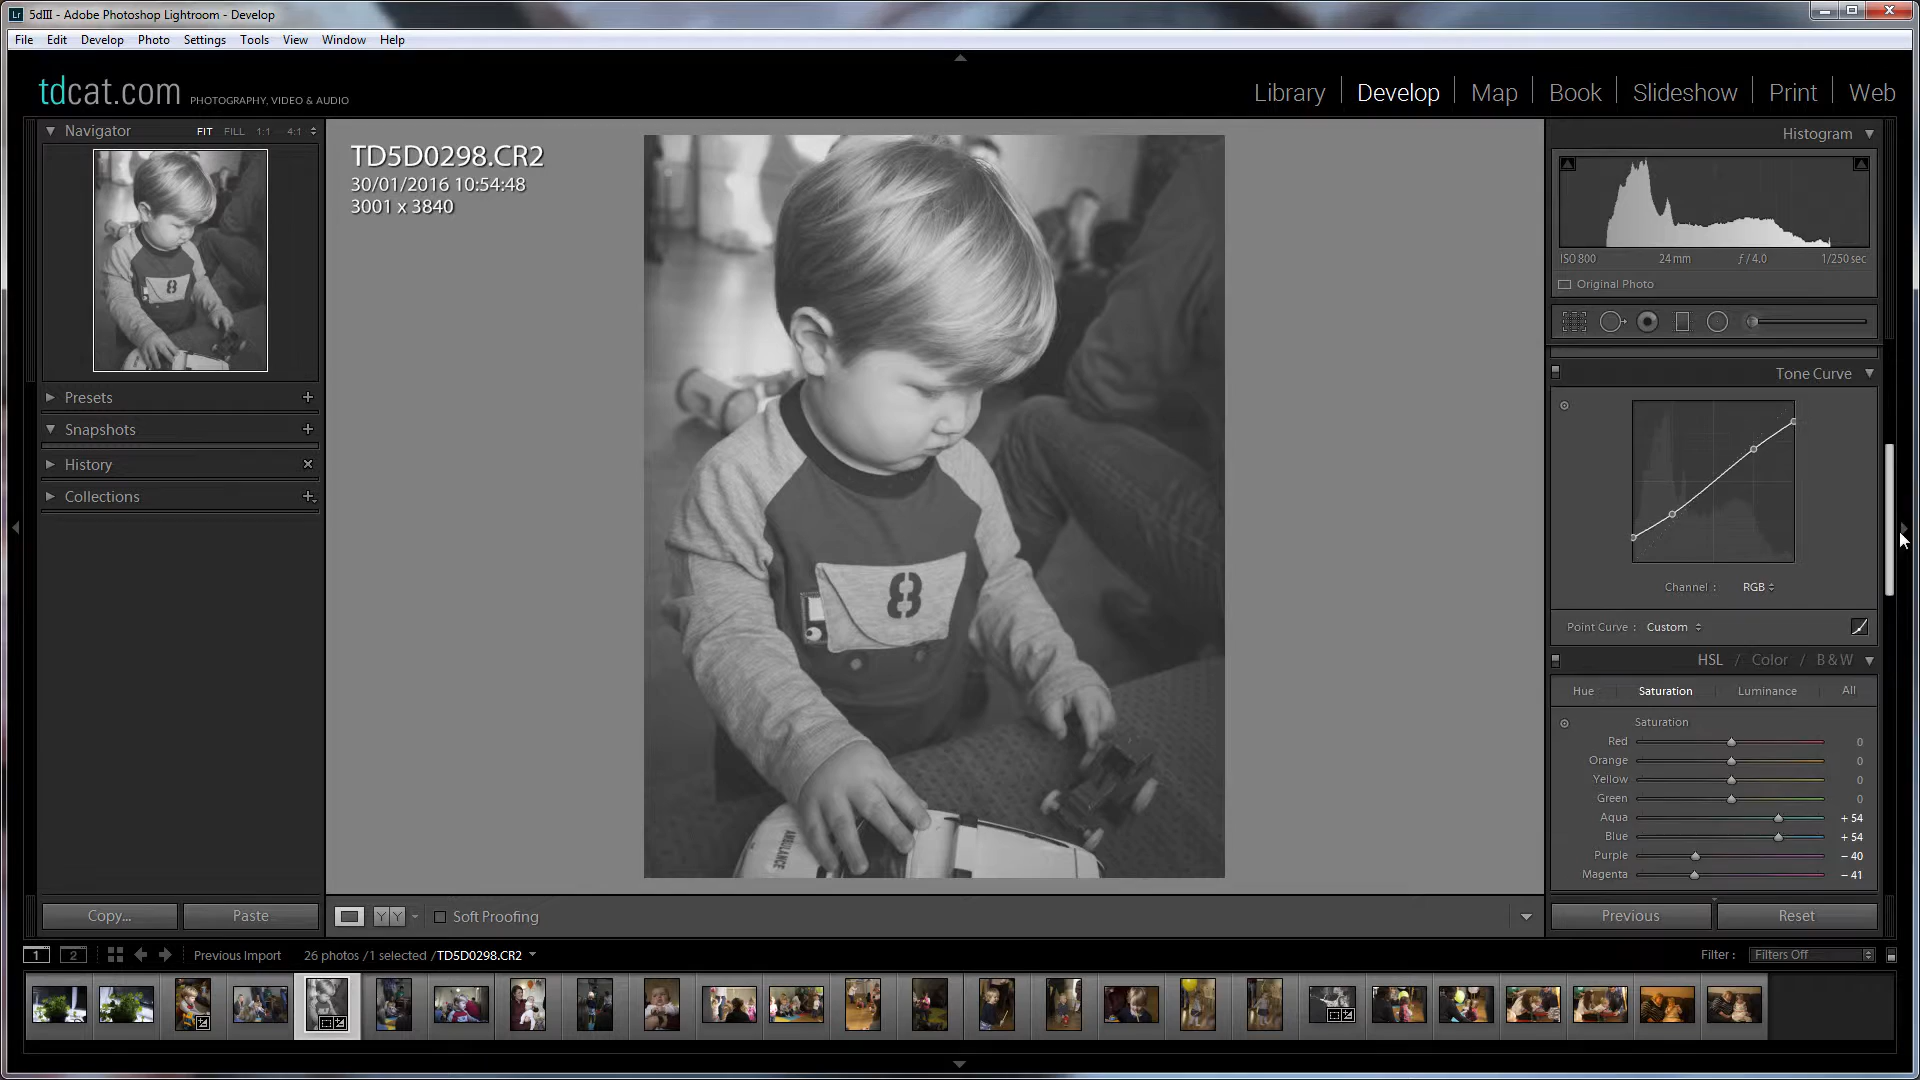 5dIII - Adobe Photoshop Lightroom - Develop
File Edit Develop Photo Settings Tools View Window Help
tdcat.com PHOTOGRAPHY, VIDEO & AUDIO
Library Develop Map Book Slideshow Print Web
Navigator FIT FILL 1:1 4:1
Presets
Snapshots
History
Collections
Copy... Paste
TD5D0298.CR2
30/01/2016 10:54:48
3001 x 3840
8
AMBULANCE
Soft Proofing
Histogram
ISO 800 24 mm ƒ / 4.0 1/250 sec
Original Photo
Tone Curve
Channel : RGB
Point Curve : Custom
HSL / Color / B & W
Hue Saturation Luminance All
Saturation
Red 0
Orange 0
Yellow 0
Green 0
Aqua + 54
Blue + 54
Purple − 40
Magenta − 41
Previous Reset
1 2 Previous Import 26 photos / 1 selected / TD5D0298.CR2 Filter : Filters Off